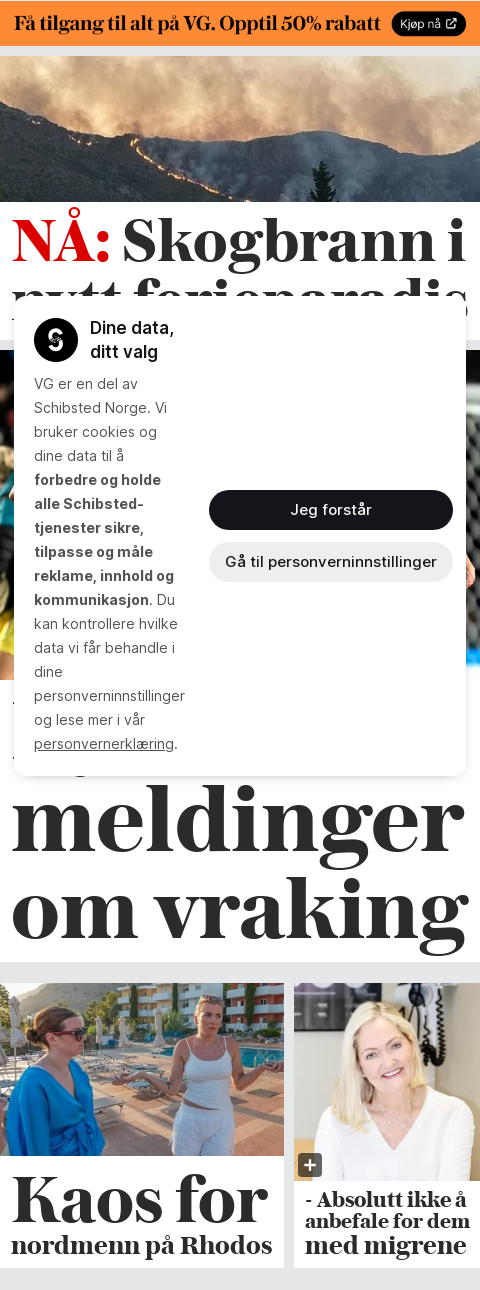 Få tilgang til alt på VG. Opptil 50% rabatt
Kjøp nå
NÅ: Skogbrann i
nytt ferieparadis
Dine data,
ditt valg
VG er en del av
Schibsted Norge. Vi
bruker cookies og
dine data til å
forbedre og holde
alle Schibsted-
tjenester sikre,
tilpasse og måle
reklame, innhold og
kommunikasjon. Du
kan kontrollere hvilke
data vi får behandle i
dine
personverninnstillinger
og lese mer i vår
personvernerklæring.
Jeg forstår
Gå til personverninnstillinger
meldinger
om vraking
Kaos for
nordmenn på Rhodos
- Absolutt ikke å
anbefale for dem
med migrene